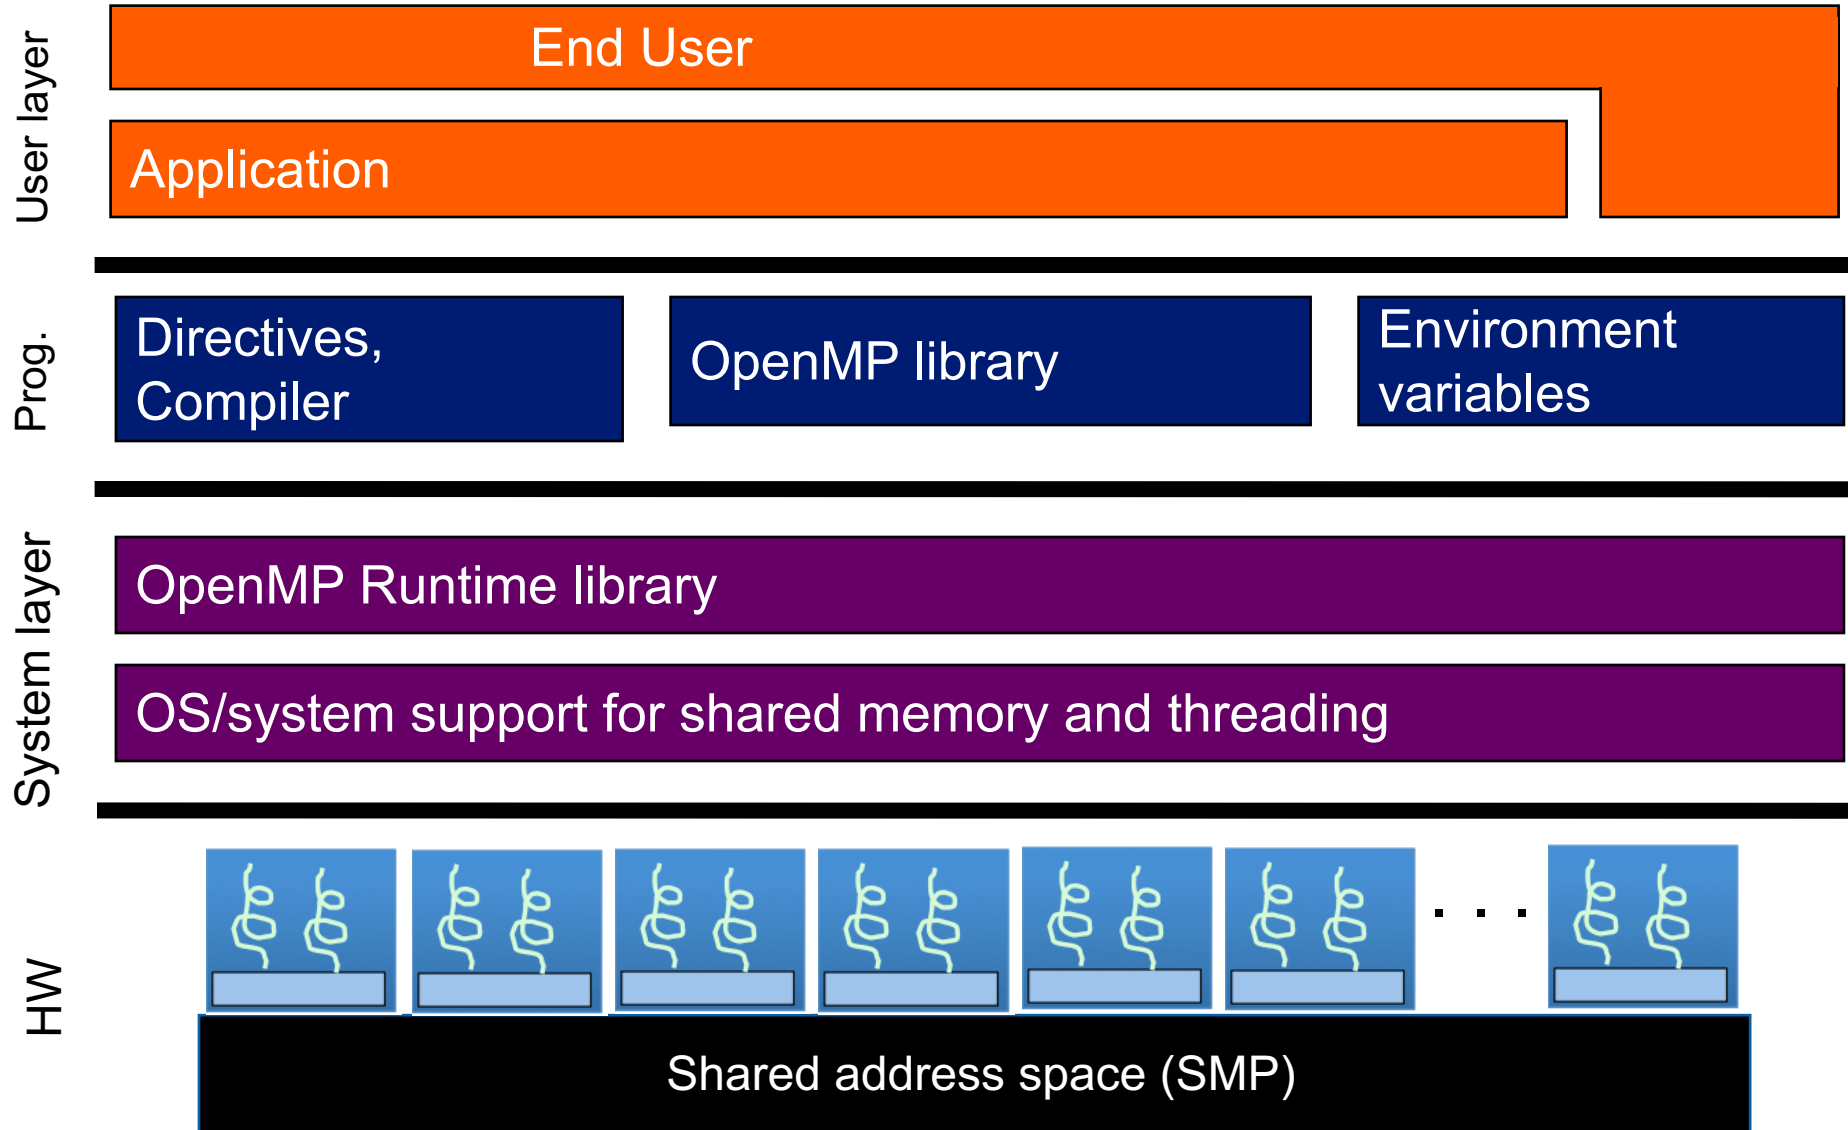 User layer
End User
Application
Prog.
Directives,
Compiler
OpenMP library
Environment
variables
System layer
OpenMP Runtime library
OS/system support for shared memory and threading
HW
. . .
Shared address space (SMP)